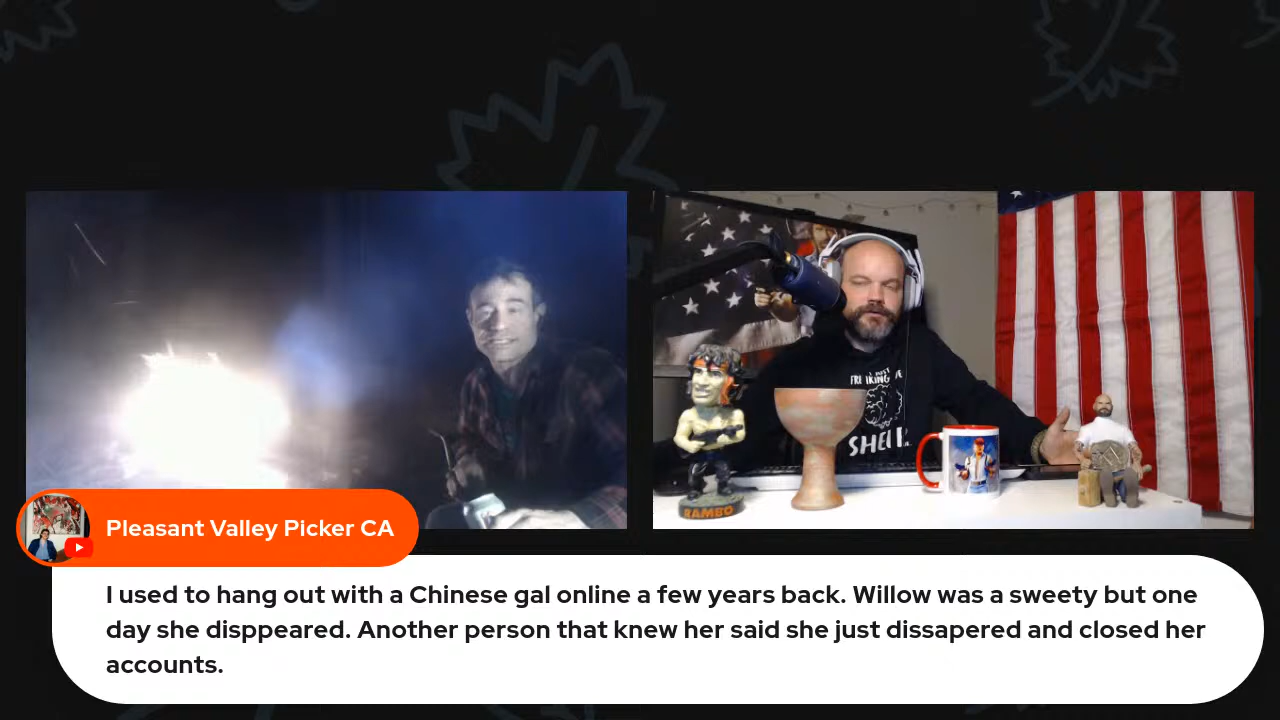 FREAKING
SHE
RAMBO
Pleasant Valley Picker CA
I used to hang out with a Chinese gal online a few years back. Willow was a sweety but one
day she disppeared. Another person that knew her said she just dissapered and closed her
accounts.